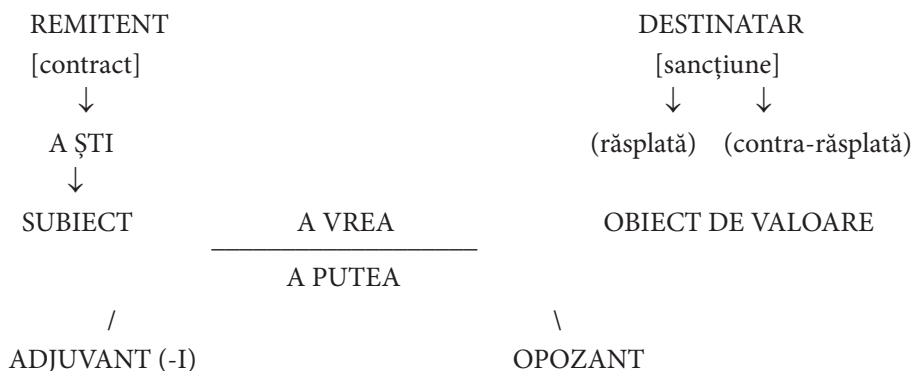 REMITENT DESTINATAR
[contract] [sancțiune]
↓ ↓ ↓
A ȘTI (răsplată) (contra-răsplată)
↓
SUBIECT A VREA OBIECT DE VALOARE
A PUTEA
/ \
ADJUVANT (-I) OPOZANT